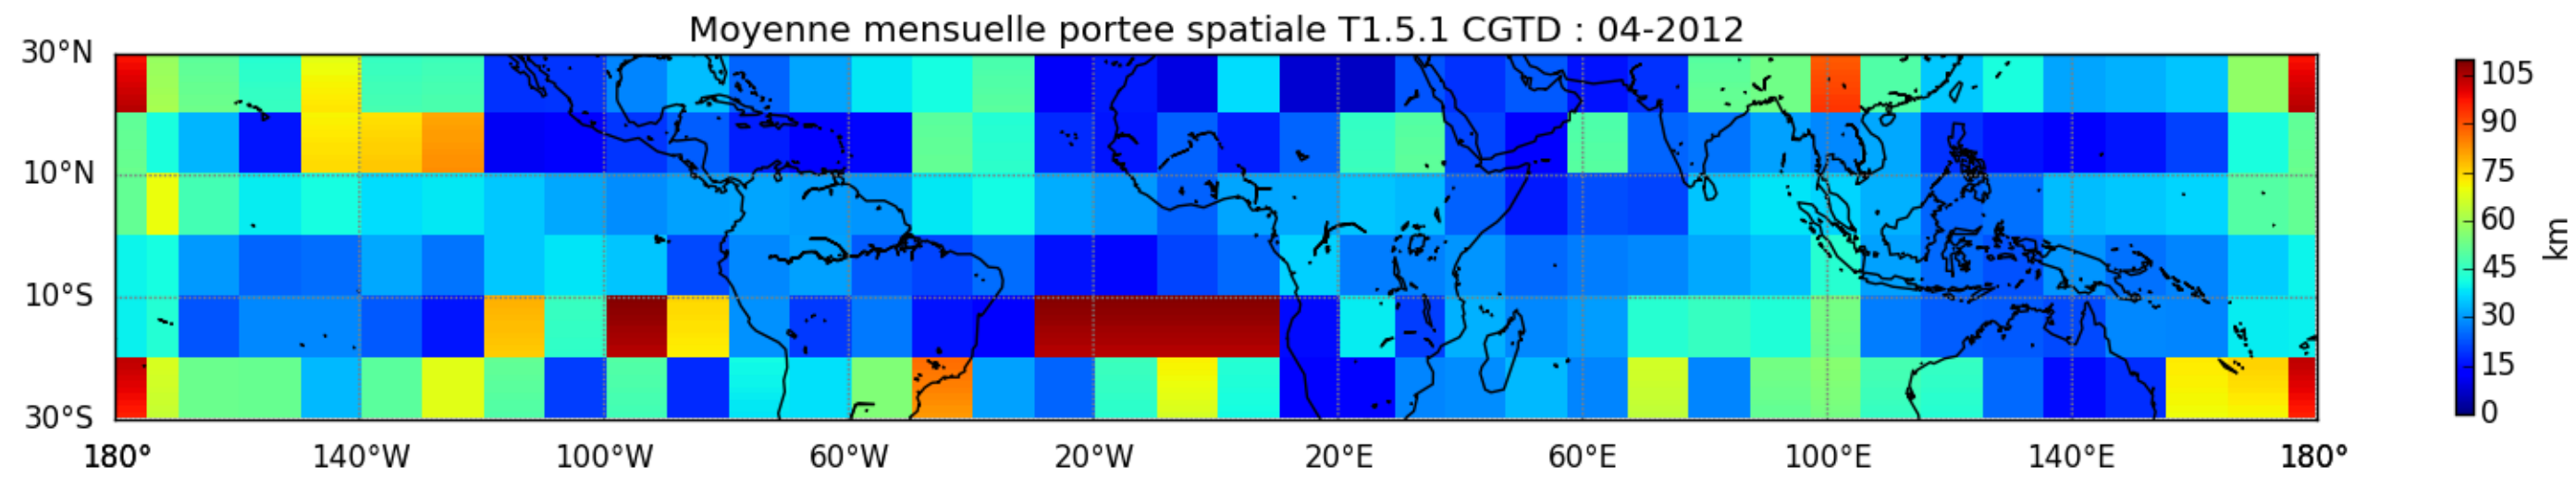 Moyenne mensuelle portee spatiale T1.5.1 CGTD : 04-2012
30°N
10°N
10°S
30°S
180° 140°W 100°W 60°W 20°W 20°E 60°E 100°E 140°E 180°
105
90
75
60
45
30
15
0
km